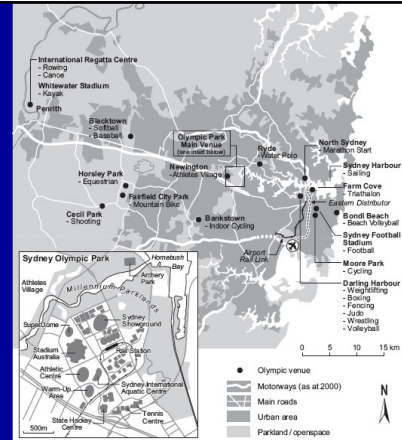 International Regatta Centre
- Rowing
- Canoe
Whitewater Stadium
- Kayak
Penrith
Blacktown
- Softball
- Baseball
Olympic Park
Main Venue
(see inset below)
Ryde
- Water Polo
North Sydney
- Marathon Start
Newington
- Athletes Village
Sydney Harbour
- Sailing
Farm Cove
- Triathalon
Eastern Distributor
Horsley Park
- Equestrian
Fairfield City Park
- Mountain Bike
Cecil Park
- Shooting
Bankstown
- Indoor Cycling
Bondi Beach
- Beach Volleyball
Sydney Football
Stadium
- Football
Moore Park
- Cycling
Airport
Rail Link
Darling Harbour
- Weightlifting
- Boxing
- Fencing
- Judo
- Wrestling
- Volleyball
Sydney Olympic Park
Homebush
Bay
Athletes
Village
Archery
Park
Millennium Parklands
SuperDome
Sydney
Showground
Stadium
Australia
Rail Station
Athletic
Centre
Warm-Up
Area
Sydney International
Aquatic Centre
State Hockey
Centre
Tennis
Centre
500m
0 5 10 15 km
Olympic venue
Motorways (as at 2000)
Main roads
Urban area
Parkland / openspace
N